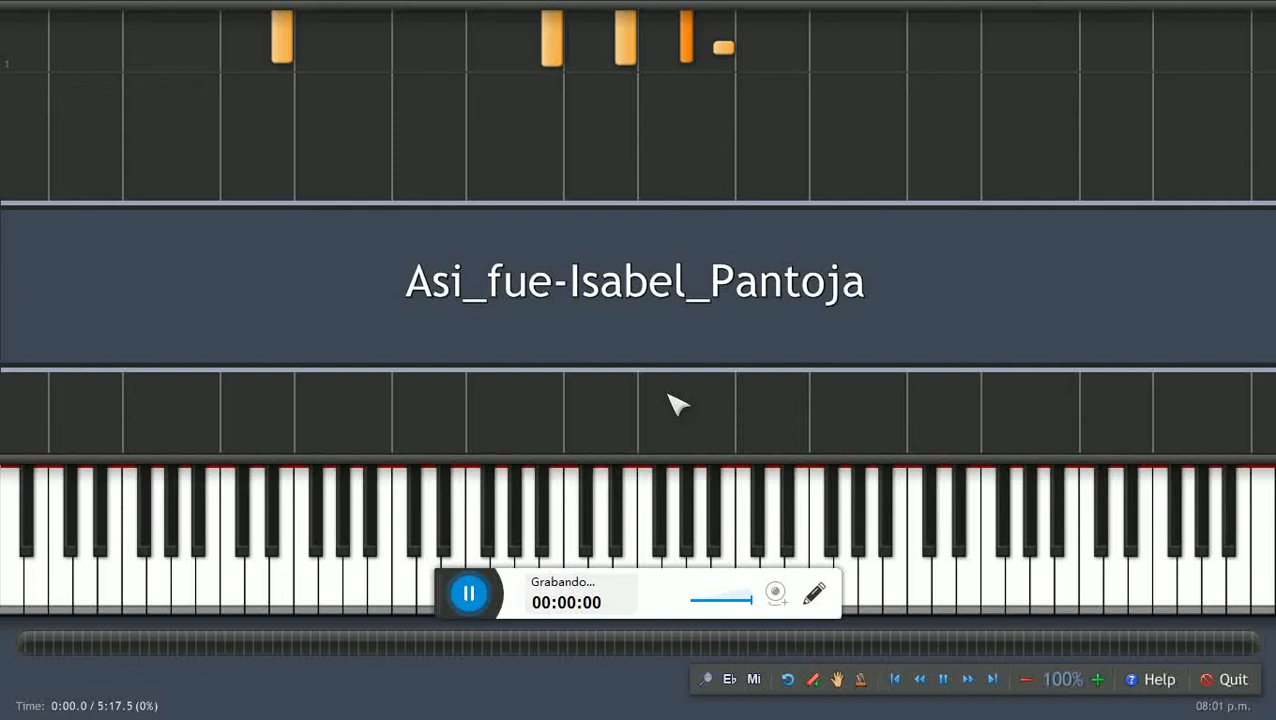 1
Asi_fue-Isabel_Pantoja
Grabando...
00:00:00
Eb Mi 100% Help Quit
Time: 0:00.0 / 5:17.5 (0%)
08:01 p.m.